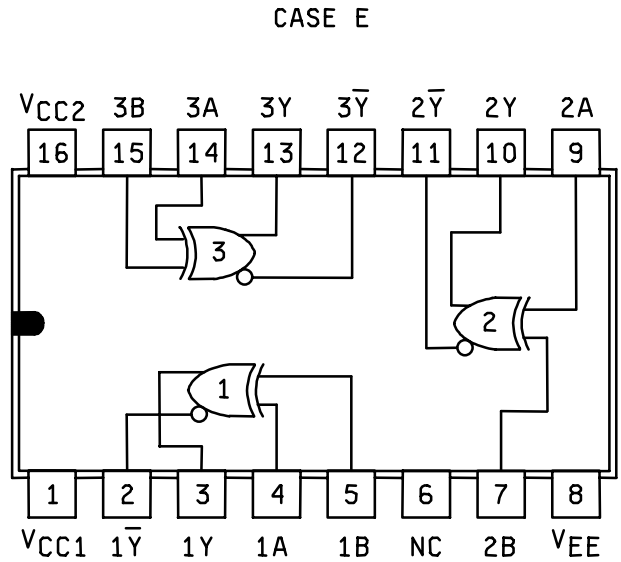 CASE E
VCC2 3B 3A 3Y 3Y̅ 2Y̅ 2Y 2A
16 15 14 13 12 11 10 9
3
2
1
1 2 3 4 5 6 7 8
VCC1 1Y̅ 1Y 1A 1B NC 2B VEE